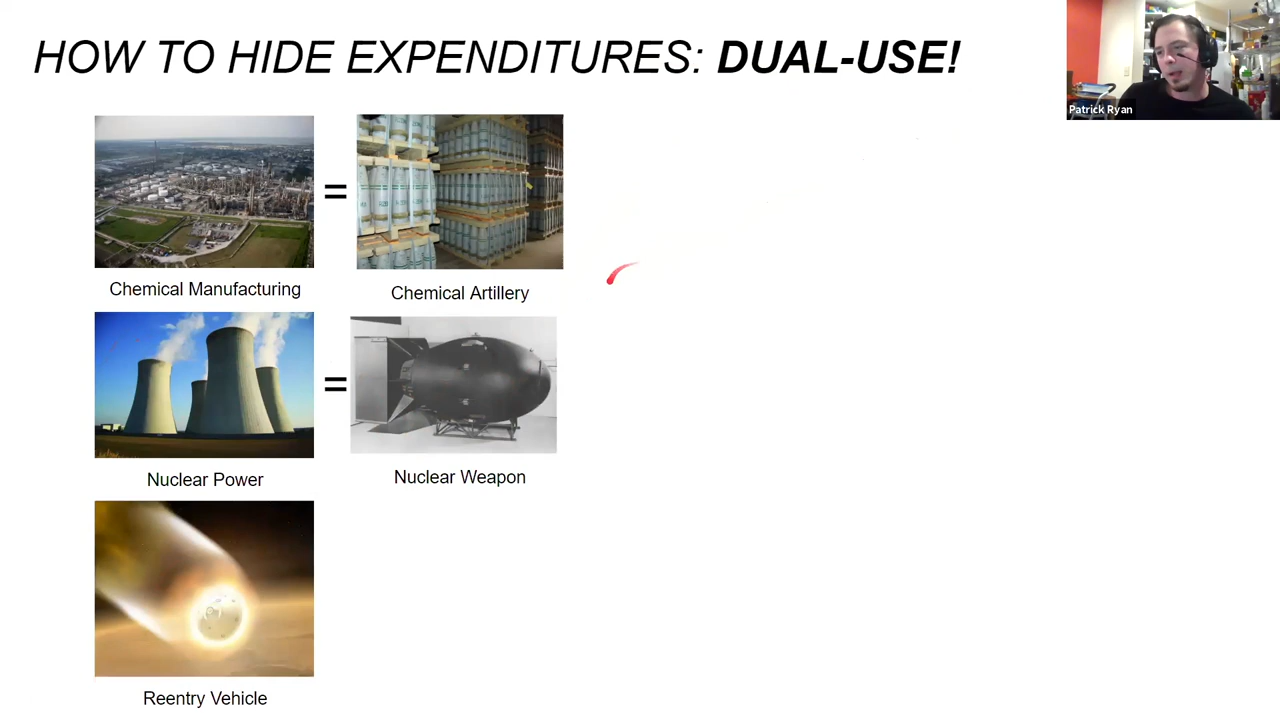 HOW TO HIDE EXPENDITURES: DUAL-USE!
Patrick Ryan
=
Chemical Manufacturing
Chemical Artillery
=
Nuclear Power
Nuclear Weapon
Reentry Vehicle